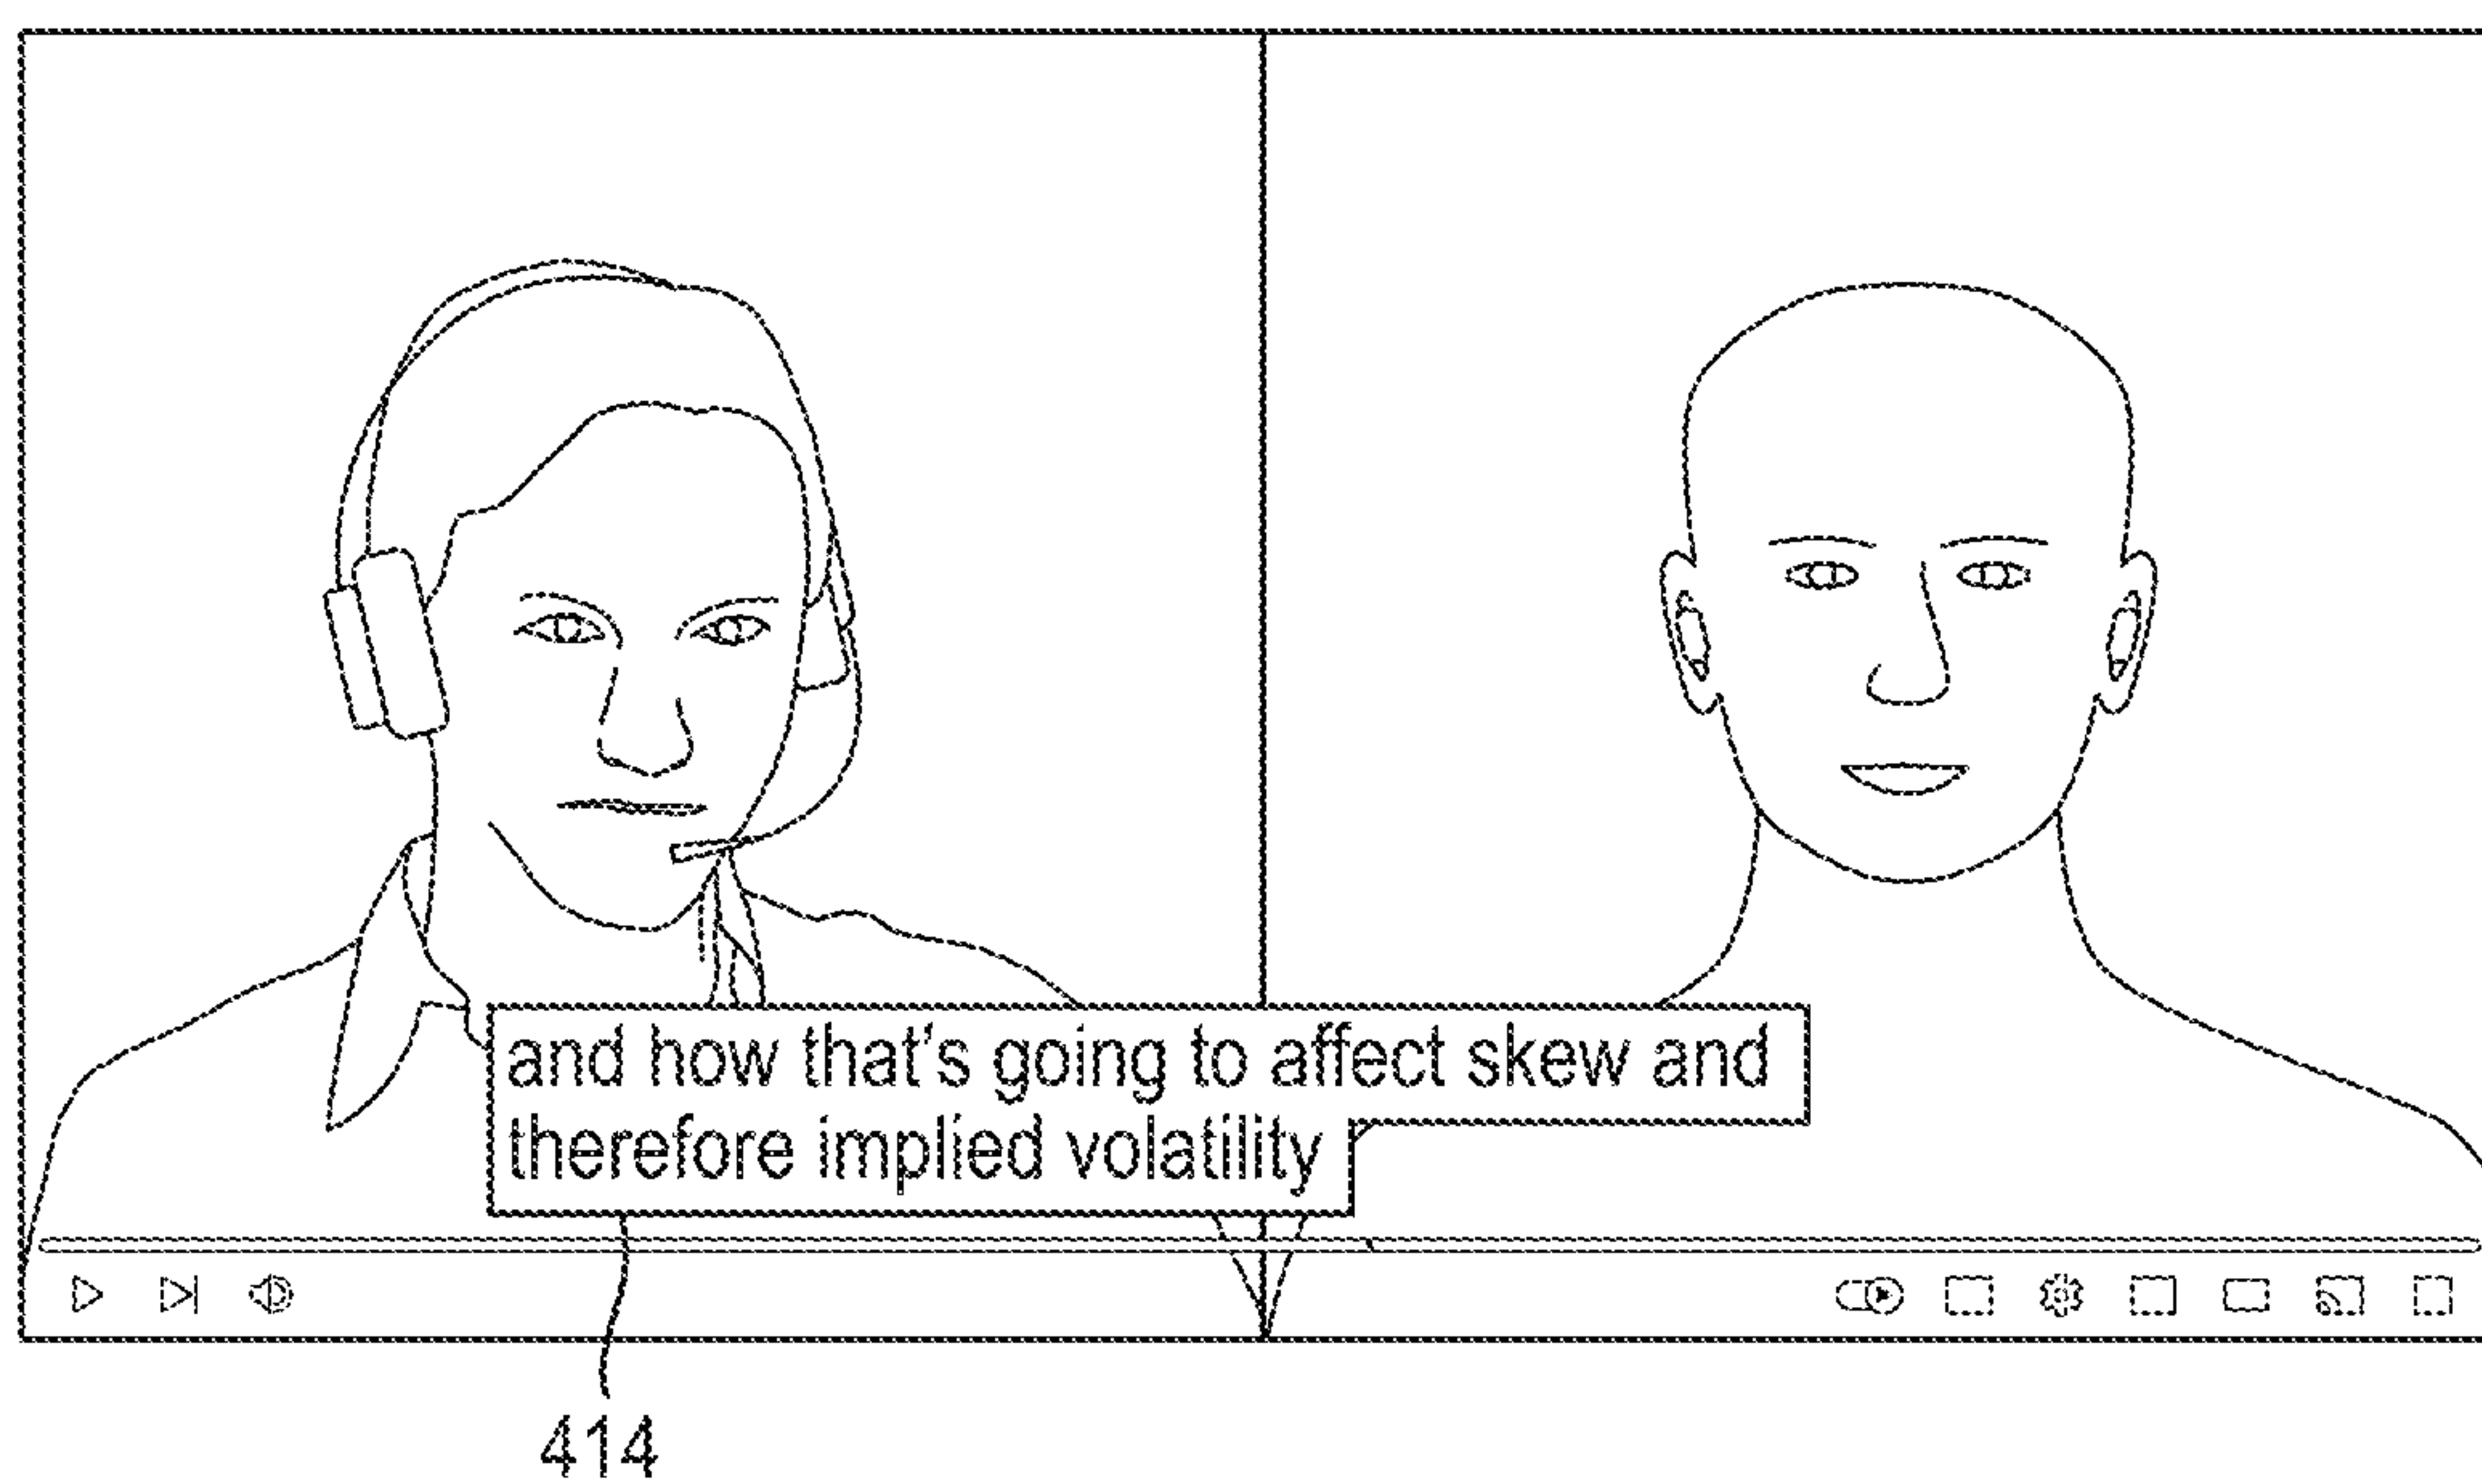 and how that's going to affect skew and
therefore implied volatility
414